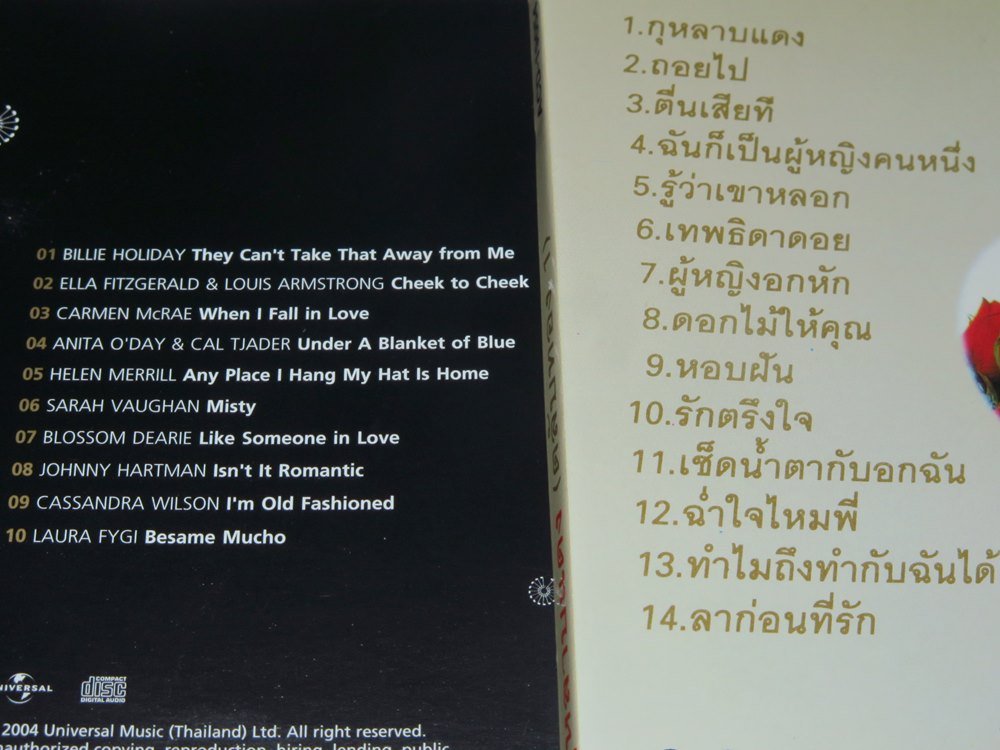 01 BILLIE HOLIDAY They Can't Take That Away from Me
02 ELLA FITZGERALD & LOUIS ARMSTRONG Cheek to Cheek
03 CARMEN McRAE When I Fall in Love
04 ANITA O'DAY & CAL TJADER Under A Blanket of Blue
05 HELEN MERRILL Any Place I Hang My Hat Is Home
06 SARAH VAUGHAN Misty
07 BLOSSOM DEARIE Like Someone in Love
08 JOHNNY HARTMAN Isn't It Romantic
09 CASSANDRA WILSON I'm Old Fashioned
10 LAURA FYGI Besame Mucho
UNIVERSAL
COMPACT
disc
DIGITAL AUDIO
2004 Universal Music (Thailand) Ltd. All right reserved.
unauthorized copying, reproduction, hiring, lending, public
1.กุหลาบแดง
2.ถอยไป
3.ตื่นเสียที
4.ฉันก็เป็นผู้หญิงคนหนึ่ง
5.รู้ว่าเขาหลอก
6.เทพธิดาดอย
7.ผู้หญิงอกหัก
8.ดอกไม้ให้คุณ
9.หอบฝัน
10.รักตรึงใจ
11.เช็ดน้ำตากับอกฉัน
12.ฉ่ำใจไหมพี่
13.ทำไมถึงทำกับฉันได้
14.ลาก่อนที่รัก